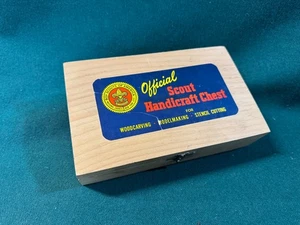 Official
Scout
Handicraft Chest
FOR
WOODCARVING · MODELMAKING · STENCIL CUTTING